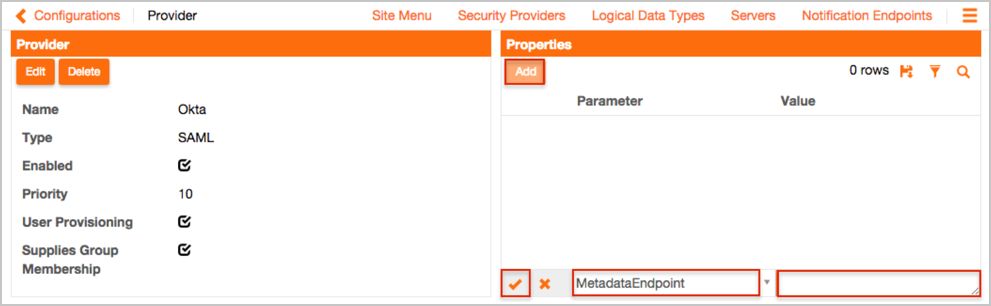 Configurations Provider Site Menu Security Providers Logical Data Types Servers Notification Endpoints
Provider
Edit Delete
Name Okta
Type SAML
Enabled
Priority 10
User Provisioning
Supplies Group
Membership
Properties
Add 0 rows
Parameter Value
MetadataEndpoint